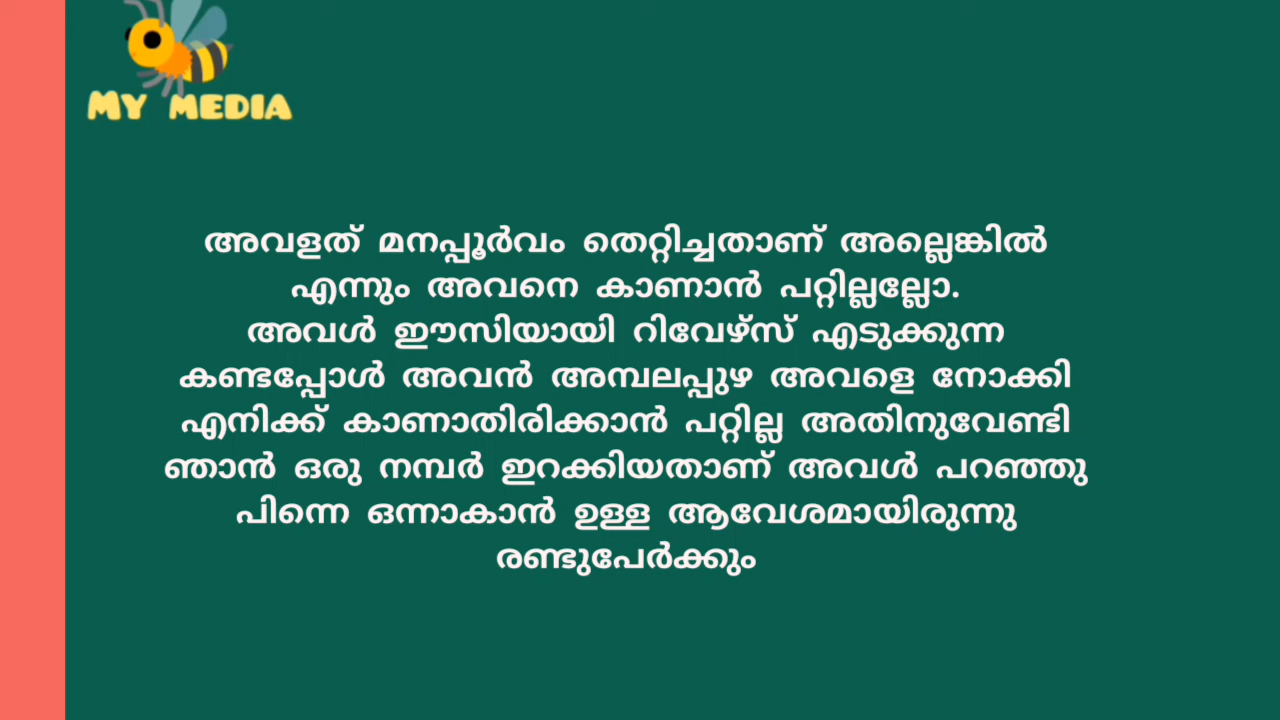 MY MEDIA
അവളത് മനപ്പൂർവം തെറ്റിച്ചതാണ് അല്ലെങ്കിൽ
എന്നും അവനെ കാണാൻ പറ്റില്ലല്ലോ.
അവൾ ഈസിയായി റിവേഴ്സ് എടുക്കുന്ന
കണ്ടപ്പോൾ അവൻ അമ്പലപ്പുഴ അവളെ നോക്കി
എനിക്ക് കാണാതിരിക്കാൻ പറ്റില്ല അതിനുവേണ്ടി
ഞാൻ ഒരു നമ്പർ ഇറക്കിയതാണ് അവൾ പറഞ്ഞു
പിന്നെ ഒന്നാകാൻ ഉള്ള ആവേശമായിരുന്നു
രണ്ടുപേർക്കും